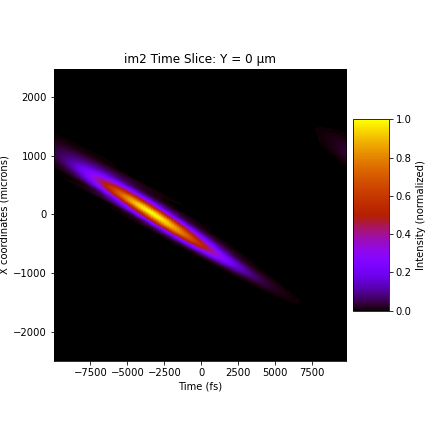 im2 Time Slice: Y = 0 μm
2000
1000
0
−1000
−2000
X coordinates (microns)
−7500 −5000 −2500 0 2500 5000 7500
Time (fs)
1.0
0.8
0.6
0.4
0.2
0.0
Intensity (normalized)